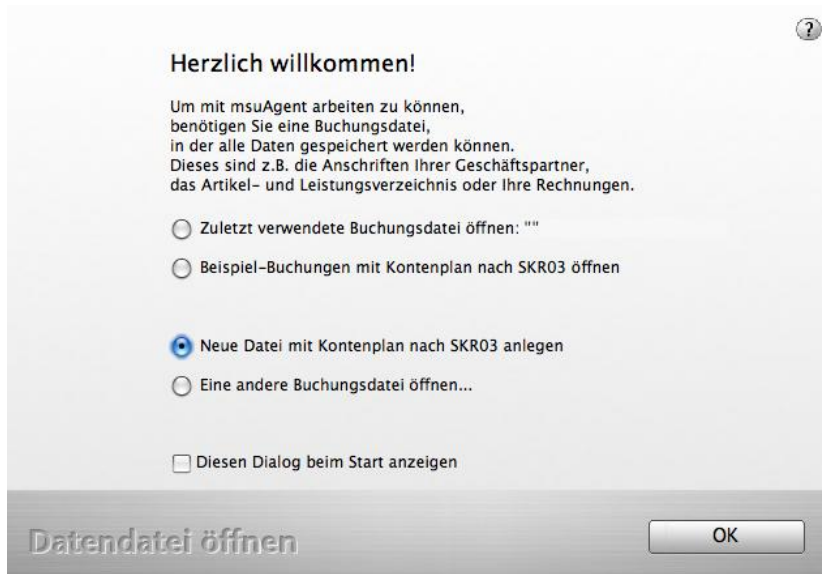 ?
Herzlich willkommen!
Um mit msuAgent arbeiten zu können,
benötigen Sie eine Buchungsdatei,
in der alle Daten gespeichert werden können.
Dieses sind z.B. die Anschriften Ihrer Geschäftspartner,
das Artikel- und Leistungsverzeichnis oder Ihre Rechnungen.
Zuletzt verwendete Buchungsdatei öffnen: ""
Beispiel-Buchungen mit Kontenplan nach SKR03 öffnen
Neue Datei mit Kontenplan nach SKR03 anlegen
Eine andere Buchungsdatei öffnen...
Diesen Dialog beim Start anzeigen
Datendatei öffnen
OK